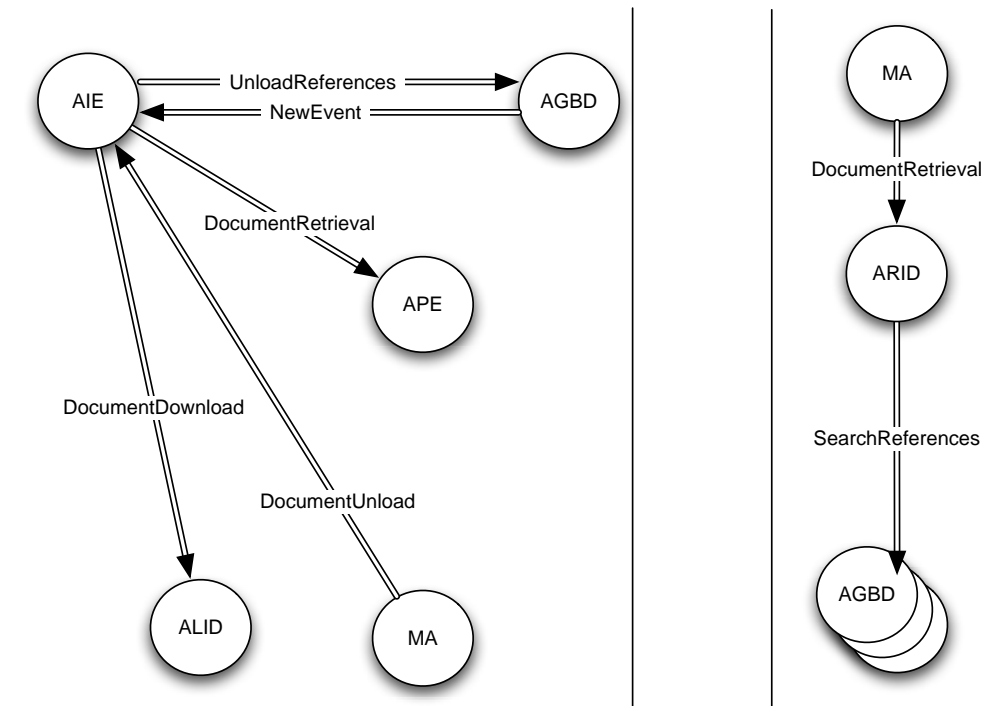 AIE
UnloadReferences
NewEvent
AGBD
DocumentRetrieval
APE
DocumentDownload
DocumentUnload
ALID
MA
MA
DocumentRetrieval
ARID
SearchReferences
AGBD